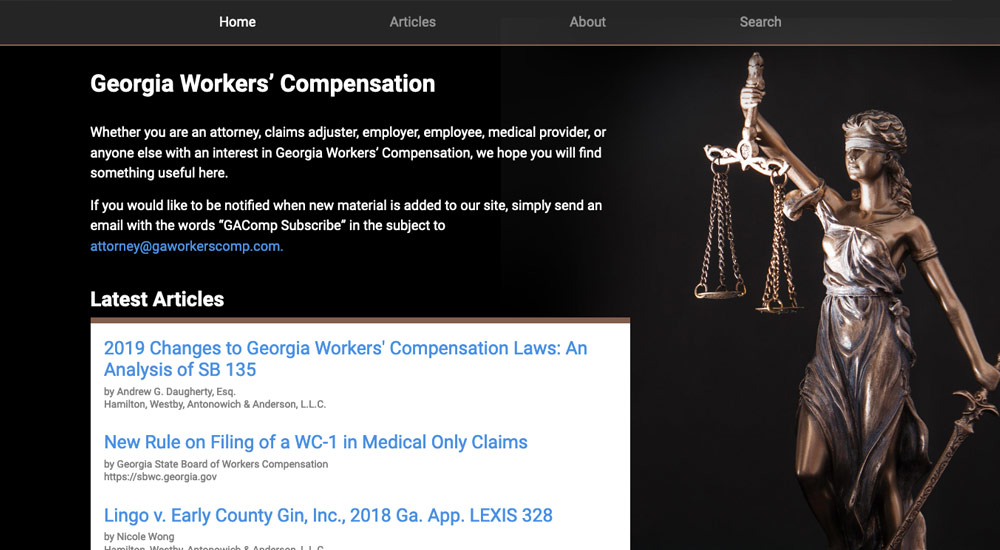 Home Articles About Search
Georgia Workers’ Compensation
Whether you are an attorney, claims adjuster, employer, employee, medical provider, or
anyone else with an interest in Georgia Workers’ Compensation, we hope you will find
something useful here.
If you would like to be notified when new material is added to our site, simply send an
email with the words “GAComp Subscribe” in the subject to
attorney@gaworkerscomp.com.
Latest Articles
2019 Changes to Georgia Workers' Compensation Laws: An
Analysis of SB 135
by Andrew G. Daugherty, Esq.
Hamilton, Westby, Antonowich & Anderson, L.L.C.
New Rule on Filing of a WC-1 in Medical Only Claims
by Georgia State Board of Workers Compensation
https://sbwc.georgia.gov
Lingo v. Early County Gin, Inc., 2018 Ga. App. LEXIS 328
by Nicole Wong
Hamilton, Westby, Antonowich & Anderson, L.L.C.